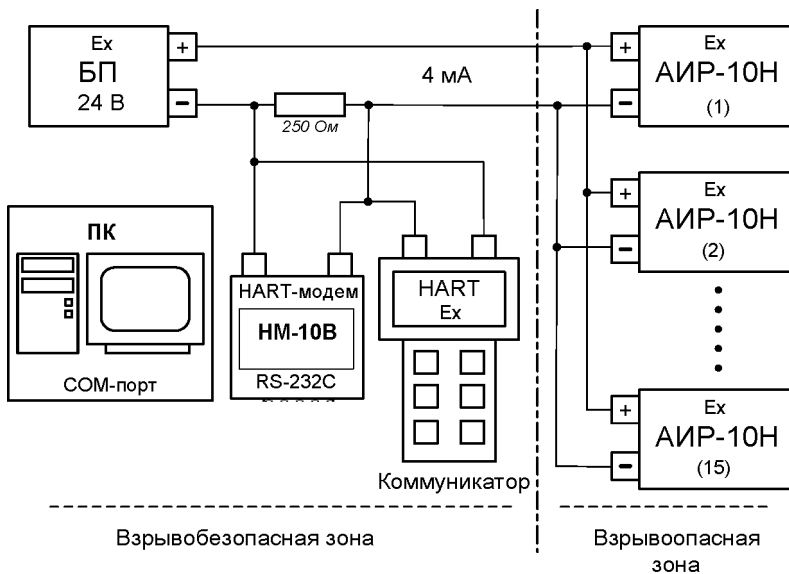 Ex
БП
24 В
+
−
4 мА
250 Ом
+
−
Ex
АИР-10Н
(1)
+
−
Ex
АИР-10Н
(2)
+
−
Ex
АИР-10Н
(15)
ПК
COM-порт
HART-модем
НМ-10В
RS-232C
HART
Ex
Коммуникатор
Взрывобезопасная зона
Взрывоопасная
зона